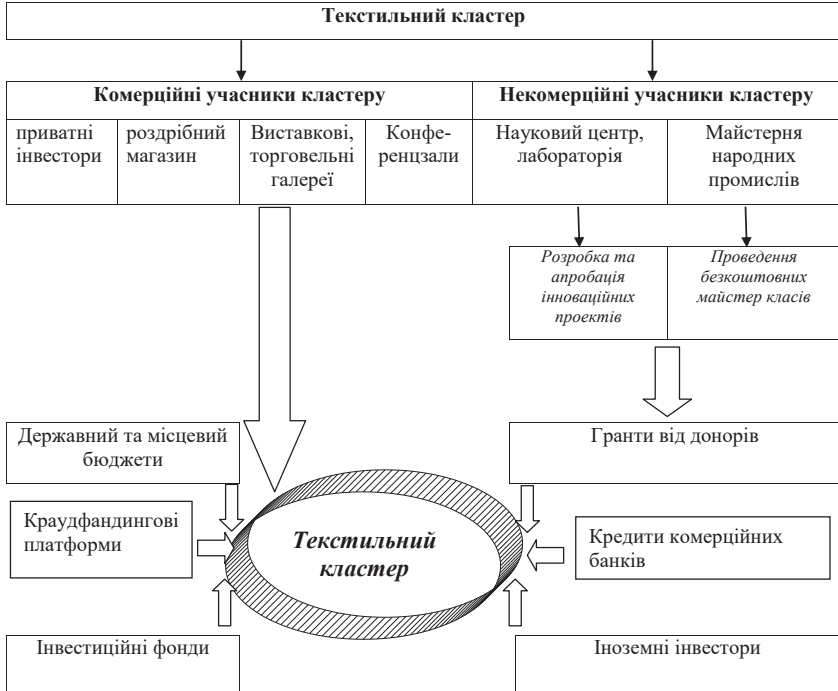 Текстильний кластер
Комерційні учасники кластеру
Некомерційні учасники кластеру
приватні
інвестори
роздрібний
магазин
Виставкові,
торговельні
галереї
Конфе-
ренцзали
Науковий центр,
лабораторія
Майстерня
народних
промислів
Розробка та
апробація
інноваційних
проектів
Проведення
безкоштовних
майстер класів
Державний та місцевий
бюджети
Гранти від донорів
Краудфандингові
платформи
Текстильний
кластер
Кредити комерційних
банків
Інвестиційні фонди
Іноземні інвестори